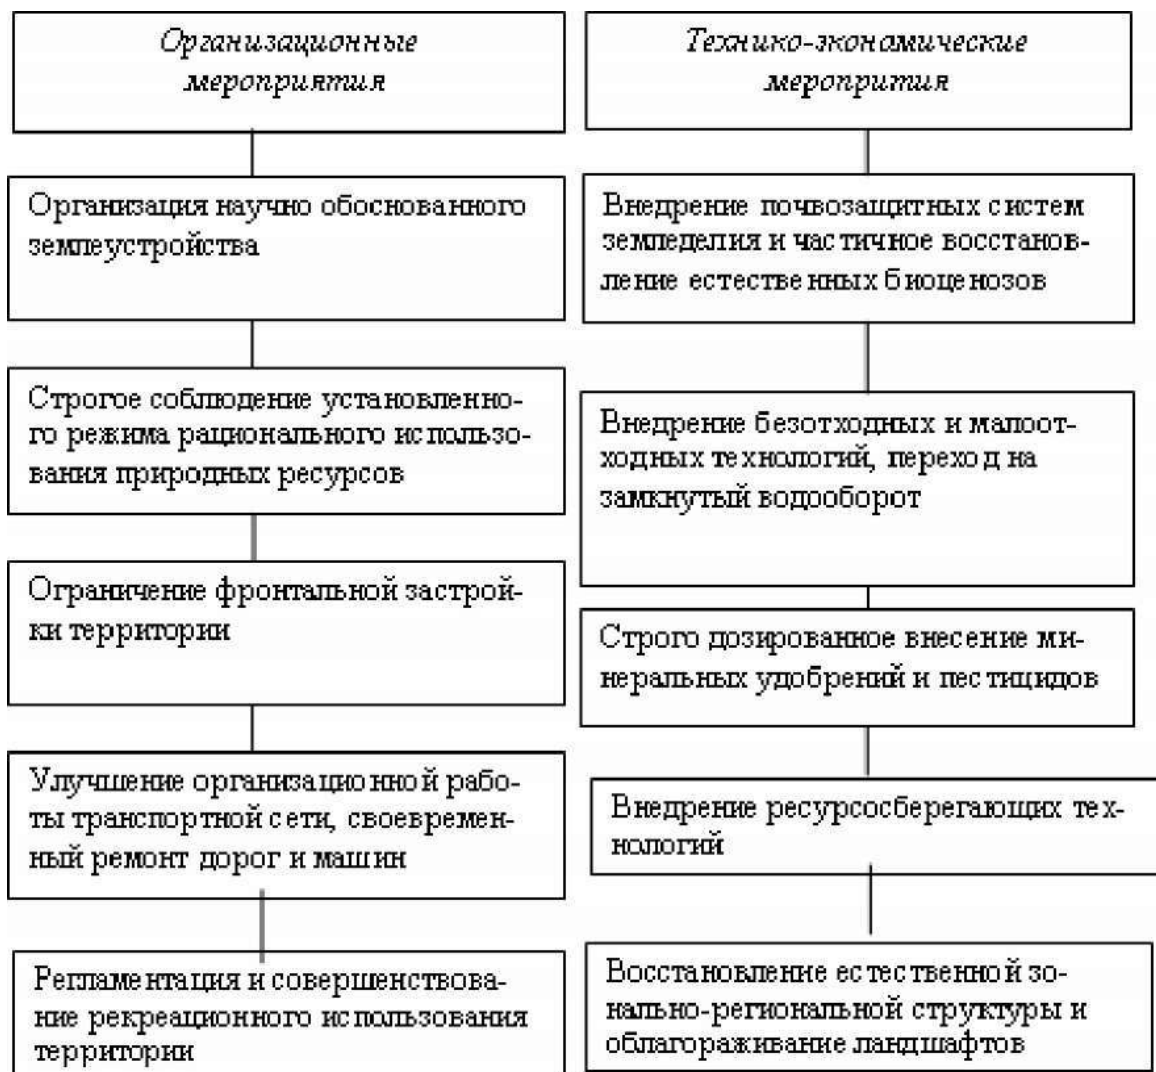 Организационные
мероприятия
Организация научно обоснованного
землеустройства
Строгое соблюдение установленно-
го режима рационального использо-
вания природных ресурсов
Ограничение фронтальной застрой-
ки территории
Улучшение организационной рабо-
ты транспортной сети, своевремен-
ный ремонт дорог и машин
Регламентация и совершенствова-
ние рекреационного использования
территории
Технико-экономические
меропрития
Внедрение почвозащитных систем
земледелия и частичное восстанов-
ление естественных биоценозов
Внедрение безотходных и малоот-
ходных технологий, переход на
замкнутый водооборот
Строго дозированное внесение ми-
неральных удобрений и пестицидов
Внедрение ресурсосберегающих тех-
нологий
Восстановление естественной зо-
нально-региональной структуры и
облагораживание ландшафтов